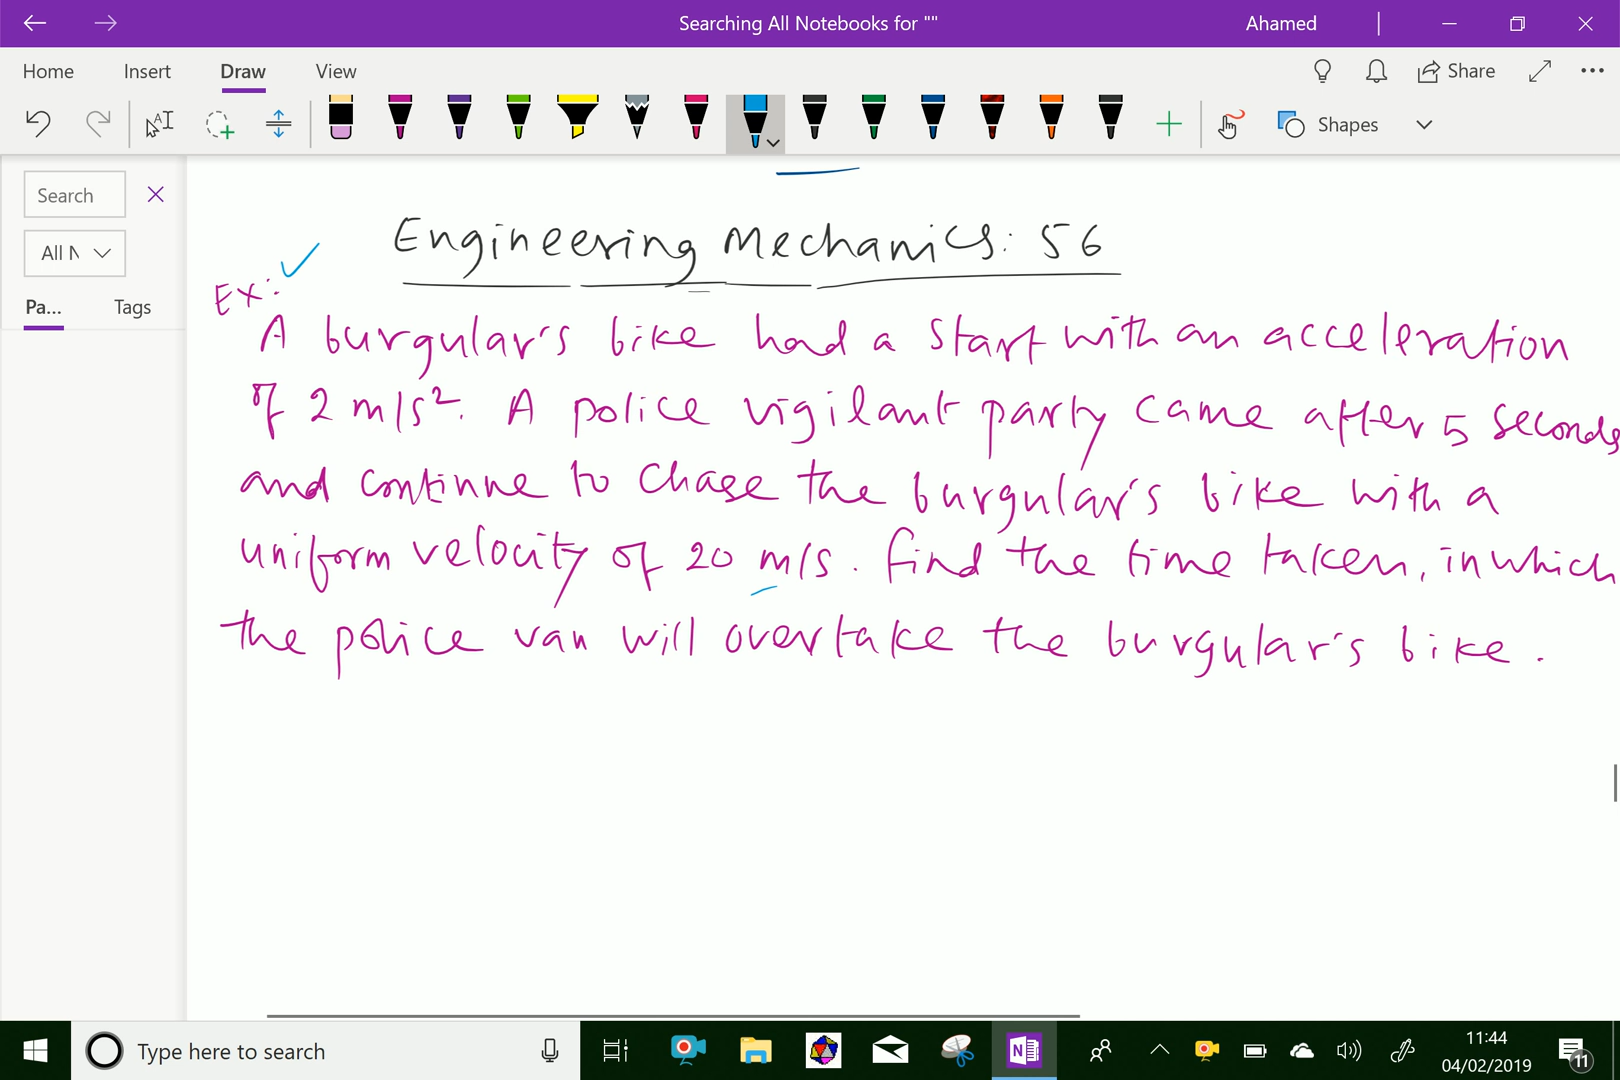 Searching All Notebooks for ""
Ahamed
Home Insert Draw View
Share
Shapes
Search
All N
Pa... Tags
Engineering Mechanics: 56
Ex:
A burgular's bike had a start with an acceleration
of 2 m/s². A police vigilant party came after 5 seconds
and continue to chase the burgular's bike with a
uniform velocity of 20 m/s. find the time taken, in which
the police van will overtake the burgular's bike.
Type here to search
N
11:44
04/02/2019
11